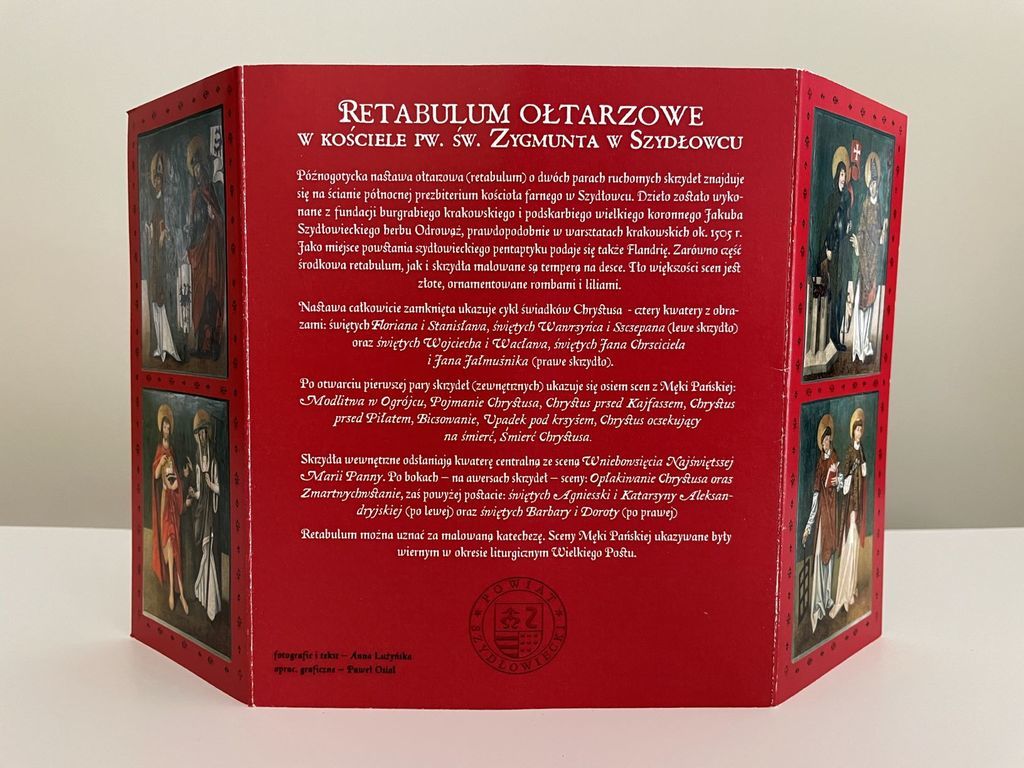 RETABULUM OŁTARZOWE
W KOŚCIELE PW. ŚW. ZYGMUNTA W SZYDŁOWCU
Późnogotycka nastawa ołtarzowa (retabulum) o dwóch parach ruchomych skrzydeł znajduje
się na ścianie północnej prezbiterium kościoła farnego w Szydłowcu. Dzieło zostało wyko-
nane z fundacji burgrabiego krakowskiego i podskarbiego wielkiego koronnego Jakuba
Szydłowieckiego herbu Odrowąż, prawdopodobnie w warsztatach krakowskich ok. 1505 r.
Jako miejsce powstania szydłowieckiego pentaptyku podaje się także Flandrię. Zarówno część
środkowa retabulum, jak i skrzydła malowane są temperą na desce. Tło większości scen jest
złote, ornamentowane rombami i liliami.
Nastawa całkowicie zamknięta ukazuje cykl świadków Chrystusa - cztery kwatery z obra-
zami: świętych Floriana i Stanisława, świętych Wawrzyńca i Szczepana (lewe skrzydło)
oraz świętych Wojciecha i Wacława, świętych Jana Chrzciciela
i Jana Jałmużnika (prawe skrzydło).
Po otwarciu pierwszej pary skrzydeł (zewnętrznych) ukazuje się osiem scen z Męki Pańskiej:
Modlitwa w Ogrójcu, Pojmanie Chrystusa, Chrystus przed Kajfaszem, Chrystus
przed Piłatem, Biczowanie, Upadek pod krzyżem, Chrystus oczekujący
na śmierć, Śmierć Chrystusa.
Skrzydła wewnętrzne odsłaniają kwaterę centralną ze sceną Wniebowzięcia Najświętszej
Marii Panny. Po bokach – na awersach skrzydeł – sceny: Opłakiwanie Chrystusa oraz
Zmartwychwstanie, zaś powyżej postacie: świętych Agnieszki i Katarzyny Aleksan-
dryjskiej (po lewej) oraz świętych Barbary i Doroty (po prawej)
Retabulum można uznać za malowaną katechezę. Sceny Męki Pańskiej ukazywane były
wiernym w okresie liturgicznym Wielkiego Postu.
POWIAT
SZYDŁOWIECKI
fotografie i tekst – Anna Łużyńska
oprac. graficzne – Paweł Osial